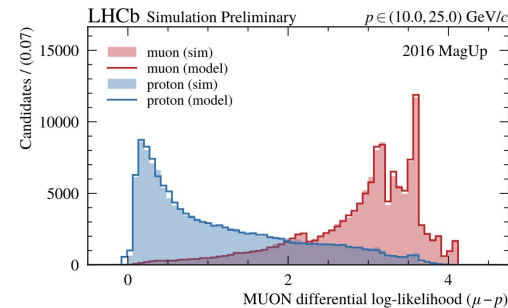 LHCb Simulation Preliminary p ∈ (10.0, 25.0) GeV/c
2016 MagUp
muon (sim)
muon (model)
proton (sim)
proton (model)
Candidates / (0.07)
15000
10000
5000
0
0 2 4
MUON differential log-likelihood (μ−p)